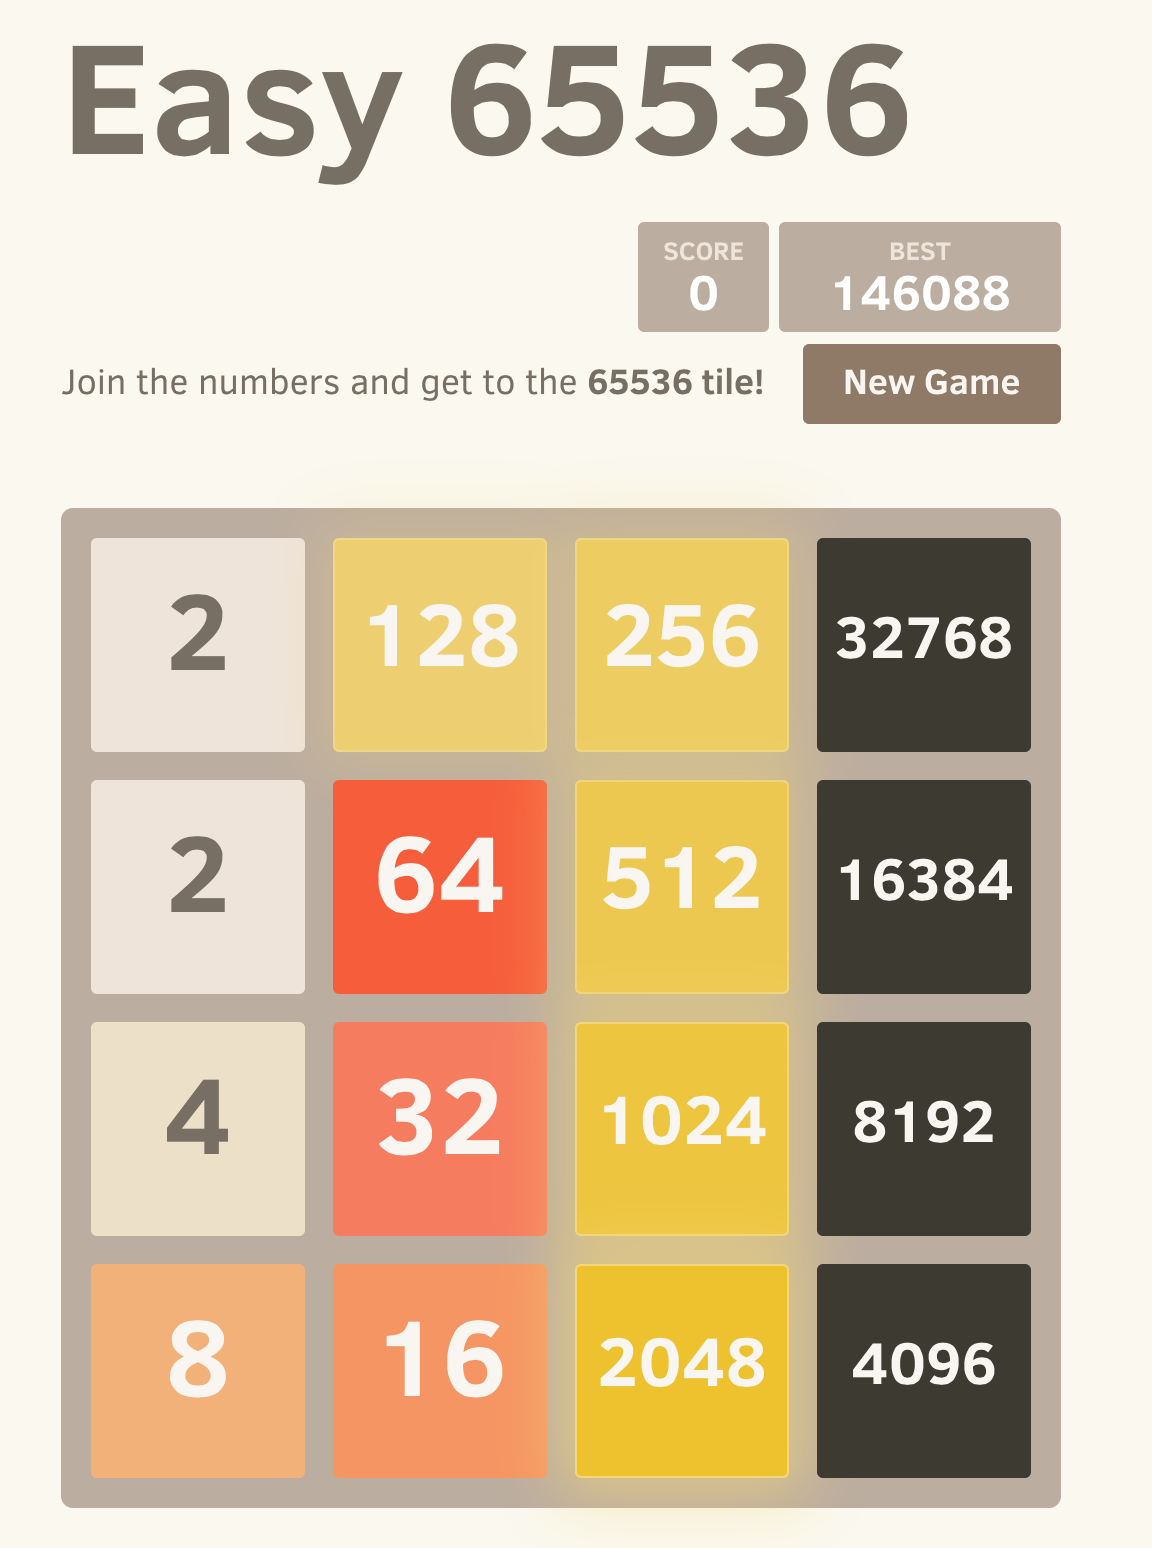 Easy 65536
SCORE
0
BEST
146088
Join the numbers and get to the 65536 tile!
New Game
2 128 256 32768
2 64 512 16384
4 32 1024 8192
8 16 2048 4096